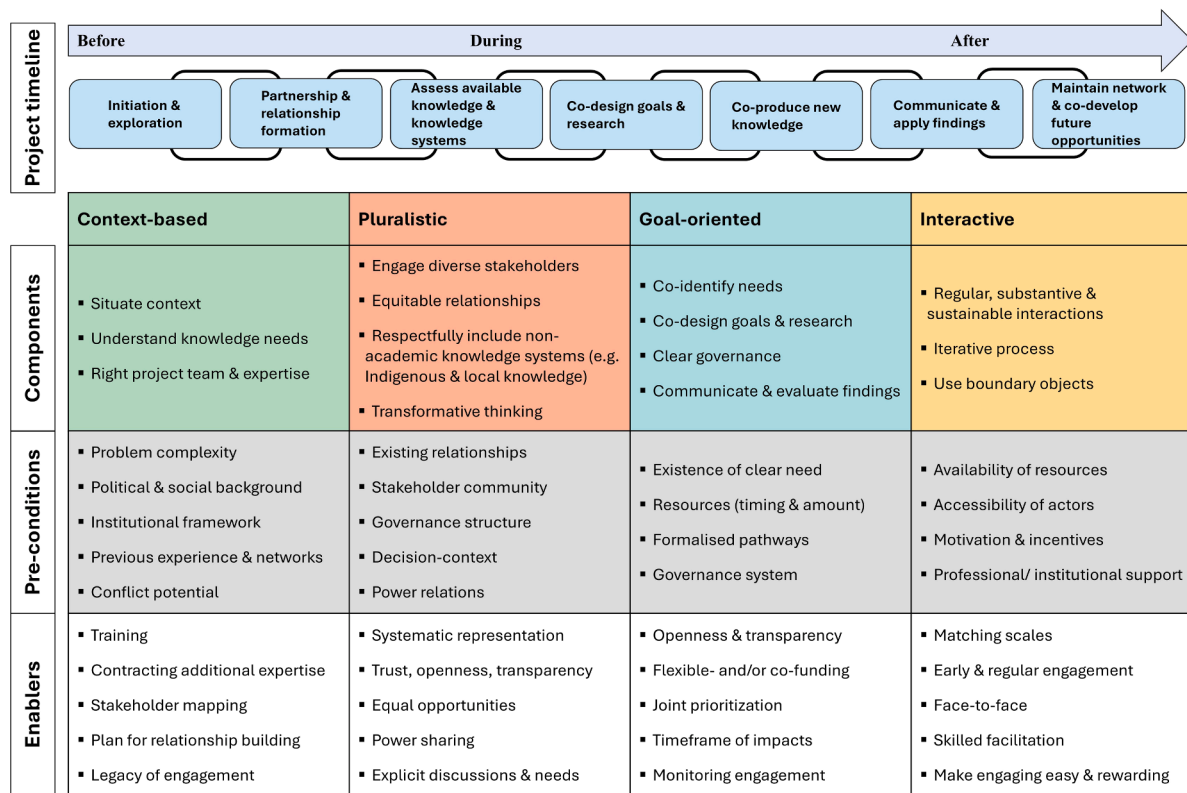 Project timeline
Before
During
After
Initiation &
exploration
Partnership &
relationship
formation
Assess available
knowledge &
knowledge
systems
Co-design goals &
research
Co-produce new
knowledge
Communicate &
apply findings
Maintain network
& co-develop
future
opportunities
Context-based
Pluralistic
Goal-oriented
Interactive
Components
▪ Situate context
▪ Understand knowledge needs
▪ Right project team & expertise
▪ Engage diverse stakeholders
▪ Equitable relationships
▪ Respectfully include non-
academic knowledge systems (e.g.
Indigenous & local knowledge)
▪ Transformative thinking
▪ Co-identify needs
▪ Co-design goals & research
▪ Clear governance
▪ Communicate & evaluate findings
▪ Regular, substantive &
sustainable interactions
▪ Iterative process
▪ Use boundary objects
Pre-conditions
▪ Problem complexity
▪ Political & social background
▪ Institutional framework
▪ Previous experience & networks
▪ Conflict potential
▪ Existing relationships
▪ Stakeholder community
▪ Governance structure
▪ Decision-context
▪ Power relations
▪ Existence of clear need
▪ Resources (timing & amount)
▪ Formalised pathways
▪ Governance system
▪ Availability of resources
▪ Accessibility of actors
▪ Motivation & incentives
▪ Professional/ institutional support
Enablers
▪ Training
▪ Contracting additional expertise
▪ Stakeholder mapping
▪ Plan for relationship building
▪ Legacy of engagement
▪ Systematic representation
▪ Trust, openness, transparency
▪ Equal opportunities
▪ Power sharing
▪ Explicit discussions & needs
▪ Openness & transparency
▪ Flexible- and/or co-funding
▪ Joint prioritization
▪ Timeframe of impacts
▪ Monitoring engagement
▪ Matching scales
▪ Early & regular engagement
▪ Face-to-face
▪ Skilled facilitation
▪ Make engaging easy & rewarding